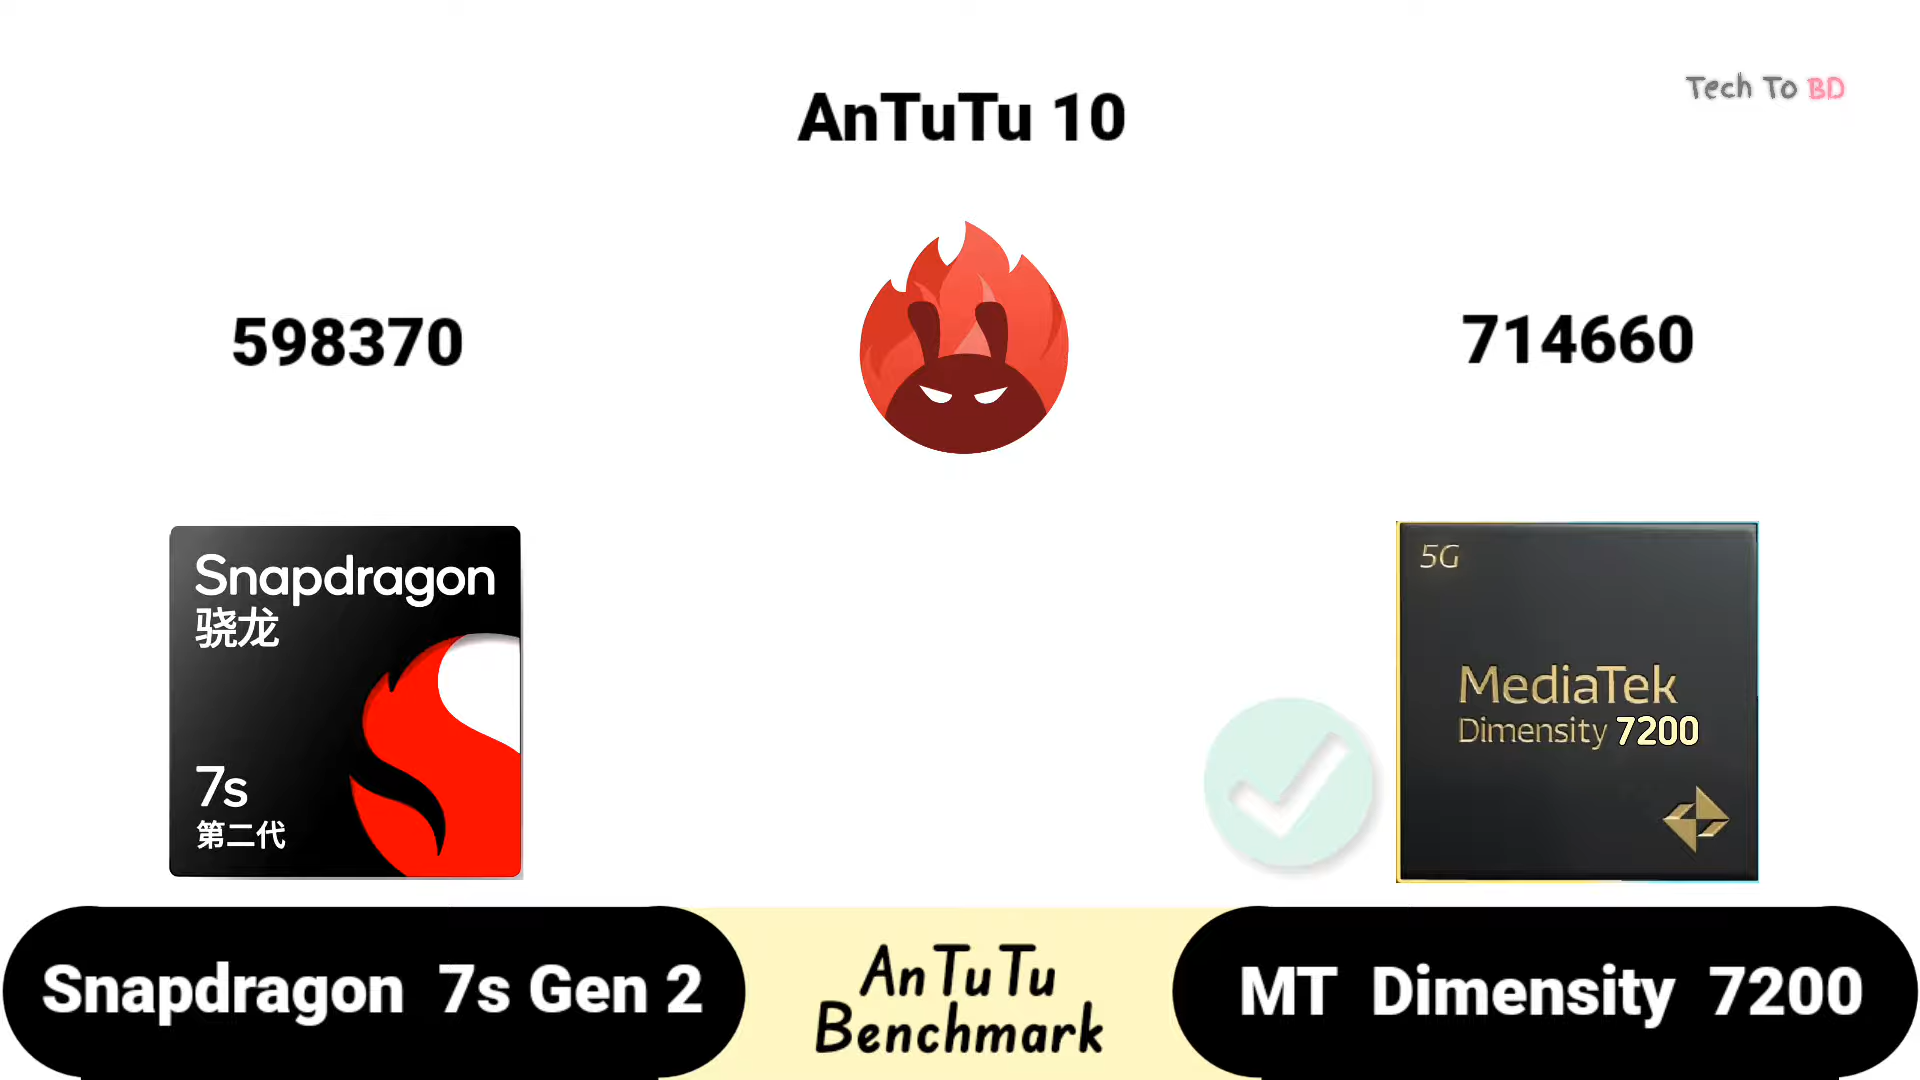 Tech To BD
AnTuTu 10
598370
714660
Snapdragon
骁龙
7s
第二代
5G
MediaTek
Dimensity 7200
Snapdragon 7s Gen 2
AnTuTu
Benchmark
MT Dimensity 7200